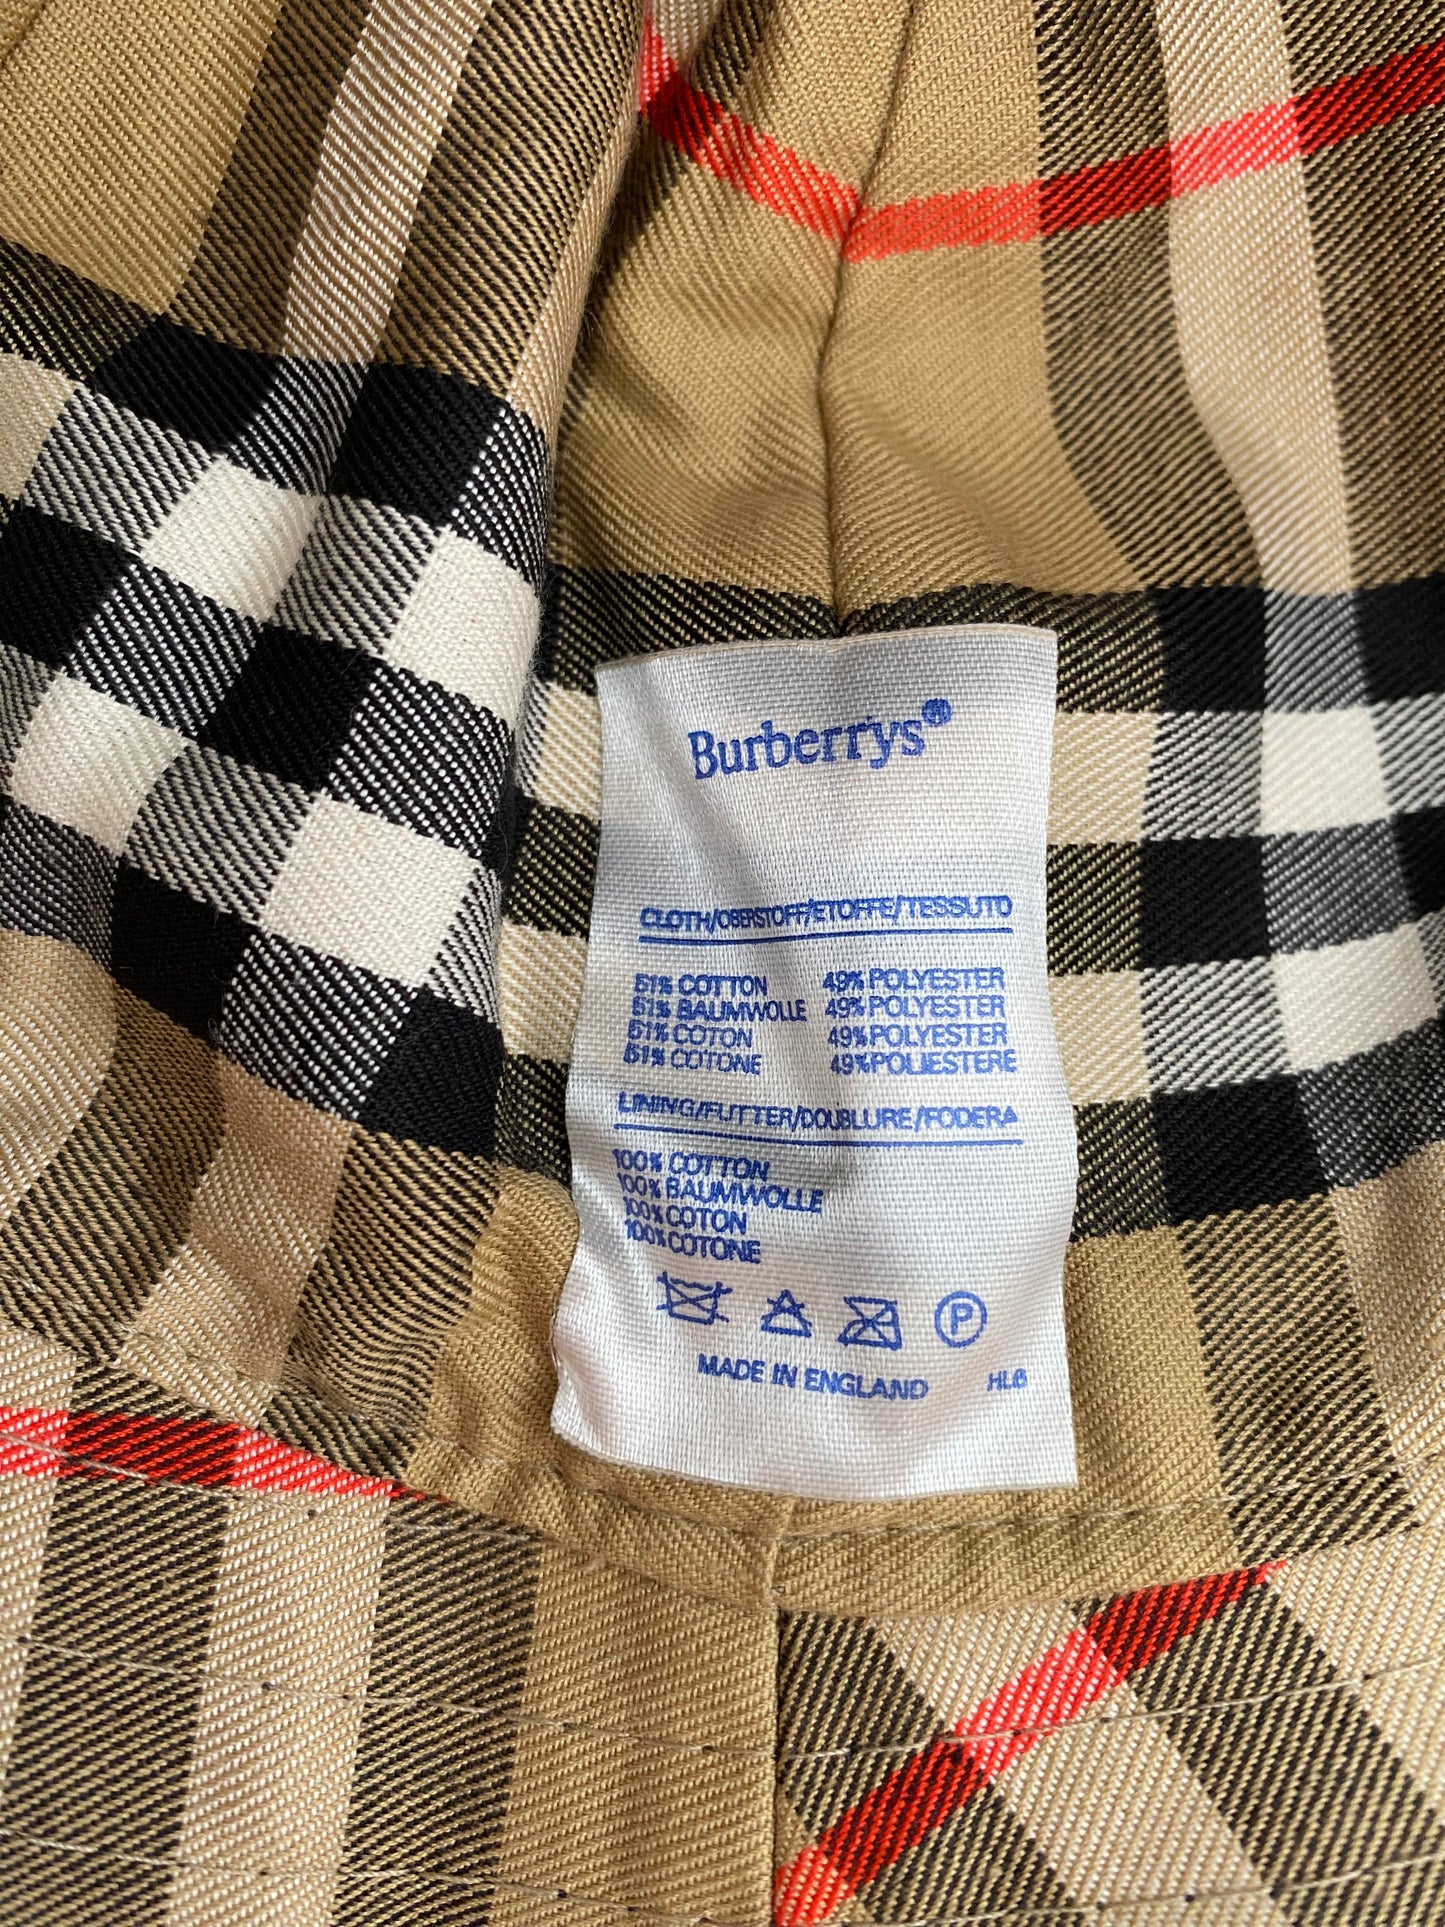 Burberrys®
CLOTH/OBERSTOFF/ETOFFE/TESSUTO
51% COTTON 49% POLYESTER
51% BAUMWOLLE 49% POLYESTER
51% COTON 49% POLYESTER
51% COTONE 49% POLIESTERE
LINING/FUTTER/DOUBLURE/FODERA
100% COTTON
100% BAUMWOLLE
100% COTON
100% COTONE
P
MADE IN ENGLAND HLB